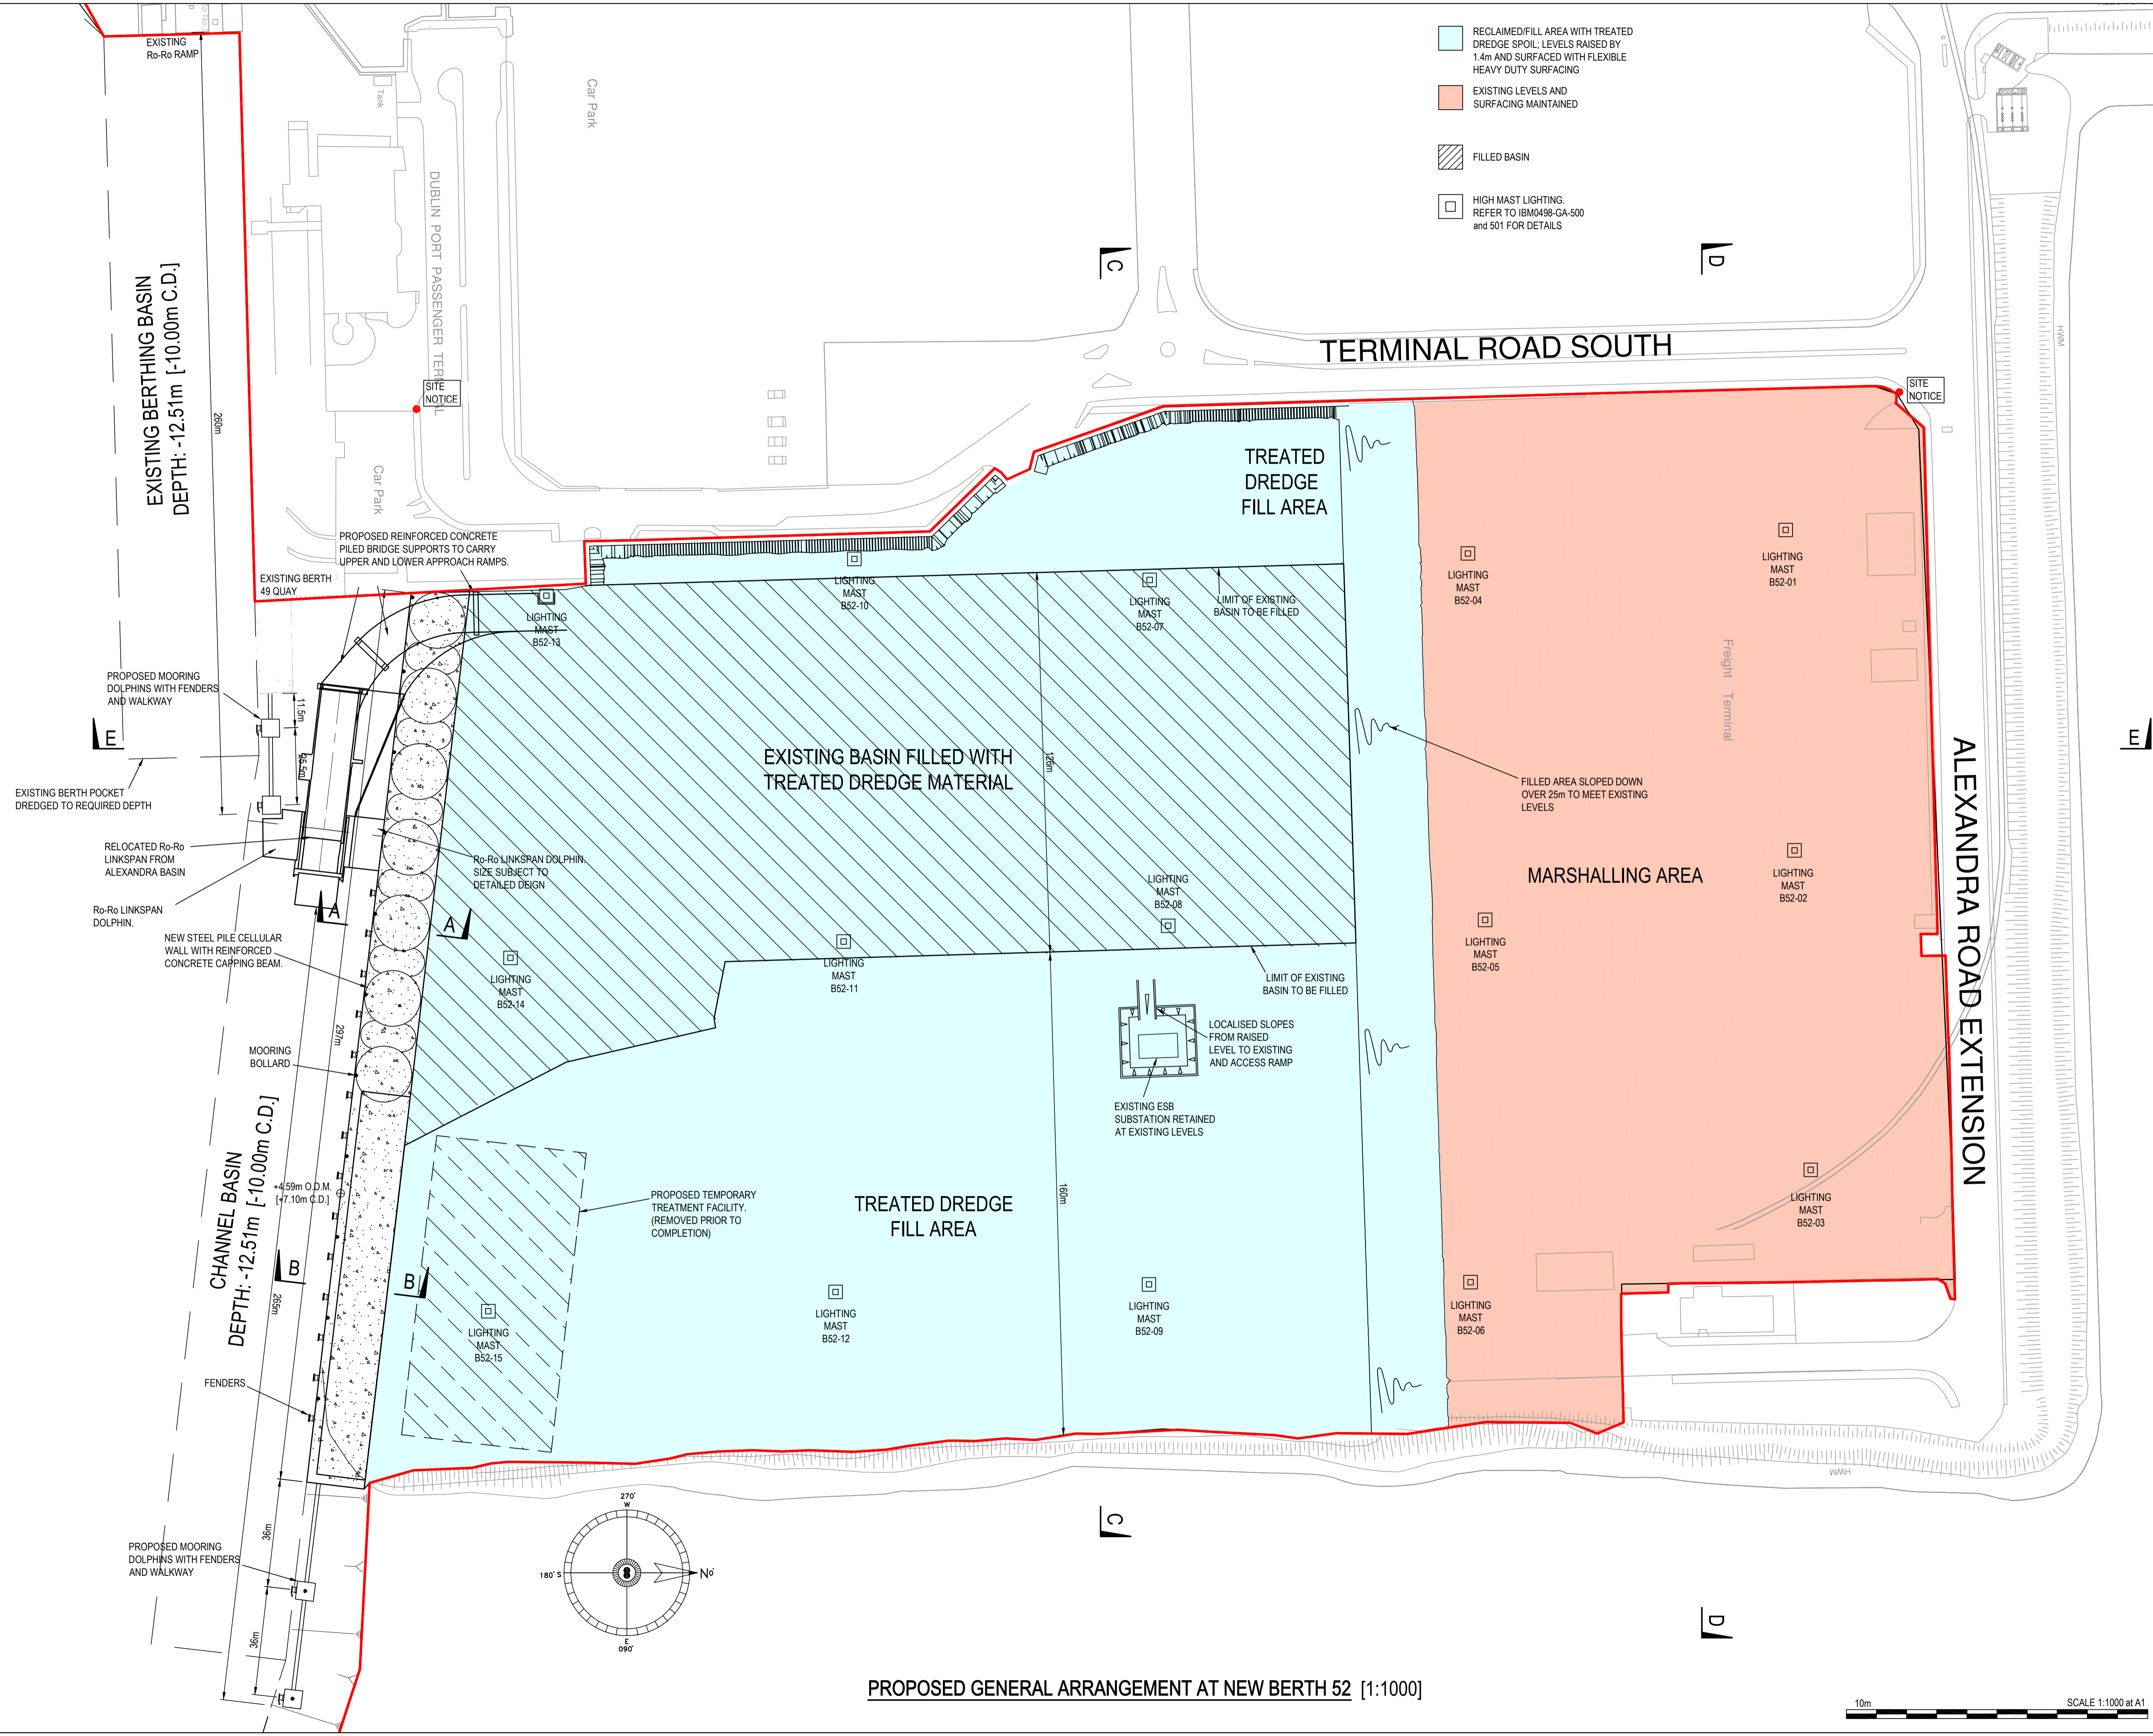 EXISTING
Ro-Ro RAMP
Tank
Car Park
DUBLIN PORT PASSENGER TERMINAL
RECLAIMED/FILL AREA WITH TREATED
DREDGE SPOIL; LEVELS RAISED BY
1.4m AND SURFACED WITH FLEXIBLE
HEAVY DUTY SURFACING
EXISTING LEVELS AND
SURFACING MAINTAINED
FILLED BASIN
HIGH MAST LIGHTING.
REFER TO IBM0498-GA-500
and 501 FOR DETAILS
C
D
HWM
EXISTING BERTHING BASIN
DEPTH: -12.51m [-10.00m C.D.]
260m
TERMINAL ROAD SOUTH
SITE
NOTICE
SITE
NOTICE
Car Park
TREATED
DREDGE
FILL AREA
PROPOSED REINFORCED CONCRETE
PILED BRIDGE SUPPORTS TO CARRY
UPPER AND LOWER APPROACH RAMPS.
EXISTING BERTH
49 QUAY
LIGHTING
MAST
B52-10
LIGHTING
MAST
B52-07
LIMIT OF EXISTING
BASIN TO BE FILLED
LIGHTING
MAST
B52-04
LIGHTING
MAST
B52-01
LIGHTING
MAST
B52-13
Freight Terminal
PROPOSED MOORING
DOLPHINS WITH FENDERS
AND WALKWAY
11.5m
25.5m
E
E
EXISTING BASIN FILLED WITH
TREATED DREDGE MATERIAL
126m
EXISTING BERTH POCKET
DREDGED TO REQUIRED DEPTH
FILLED AREA SLOPED DOWN
OVER 25m TO MEET EXISTING
LEVELS
RELOCATED Ro-Ro
LINKSPAN FROM
ALEXANDRA BASIN
Ro-Ro LINKSPAN DOLPHIN.
SIZE SUBJECT TO
DETAILED DEIGN
MARSHALLING AREA
LIGHTING
MAST
B52-02
LIGHTING
MAST
B52-08
Ro-Ro LINKSPAN
DOLPHIN.
A
A
NEW STEEL PILE CELLULAR
WALL WITH REINFORCED
CONCRETE CAPPING BEAM.
LIGHTING
MAST
B52-05
ALEXANDRA ROAD EXTENSION
LIGHTING
MAST
B52-14
LIGHTING
MAST
B52-11
LIMIT OF EXISTING
BASIN TO BE FILLED
297m
LOCALISED SLOPES
FROM RAISED
LEVEL TO EXISTING
AND ACCESS RAMP
MOORING
BOLLARD
EXISTING ESB
SUBSTATION RETAINED
AT EXISTING LEVELS
CHANNEL BASIN
DEPTH: -12.51m [-10.00m C.D.]
+4.59m O.D.M.
[+7.10m C.D.]
PROPOSED TEMPORARY
TREATMENT FACILITY.
(REMOVED PRIOR TO
COMPLETION)
TREATED DREDGE
FILL AREA
160m
LIGHTING
MAST
B52-03
B
B
265m
LIGHTING
MAST
B52-15
LIGHTING
MAST
B52-12
LIGHTING
MAST
B52-09
LIGHTING
MAST
B52-06
FENDERS
HWM
C
36m
PROPOSED MOORING
DOLPHINS WITH FENDERS
AND WALKWAY
36m
270°
W
180° S
N 0°
E
090°
D
PROPOSED GENERAL ARRANGEMENT AT NEW BERTH 52 [1:1000]
10m
SCALE 1:1000 at A1